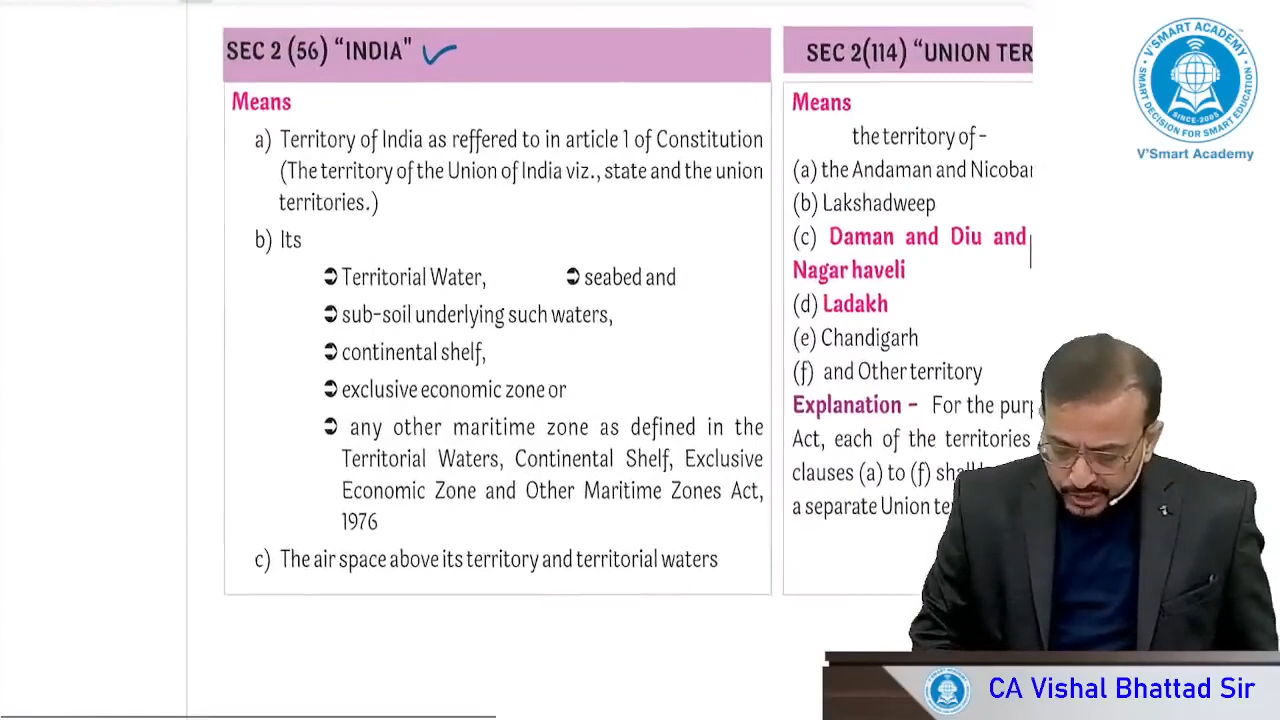 SEC 2 (56) “INDIA”
Means
a) Territory of India as reffered to in article 1 of Constitution
(The territory of the Union of India viz., state and the union
territories.)
b) Its
➲ Territorial Water, ➲ seabed and
➲ sub-soil underlying such waters,
➲ continental shelf,
➲ exclusive economic zone or
➲ any other maritime zone as defined in the
Territorial Waters, Continental Shelf, Exclusive
Economic Zone and Other Maritime Zones Act,
1976
c) The air space above its territory and territorial waters
SEC 2(114) “UNION TER
Means
the territory of -
(a) the Andaman and Nicobar
(b) Lakshadweep
(c) Daman and Diu and
Nagar haveli
(d) Ladakh
(e) Chandigarh
(f) and Other territory
Explanation - For the purp
Act, each of the territories
clauses (a) to (f) shall
a separate Union te
V'SMART ACADEMY
SINCE-2005
SMART DECISION FOR SMART EDUCATION
V'Smart Academy
CA Vishal Bhattad Sir